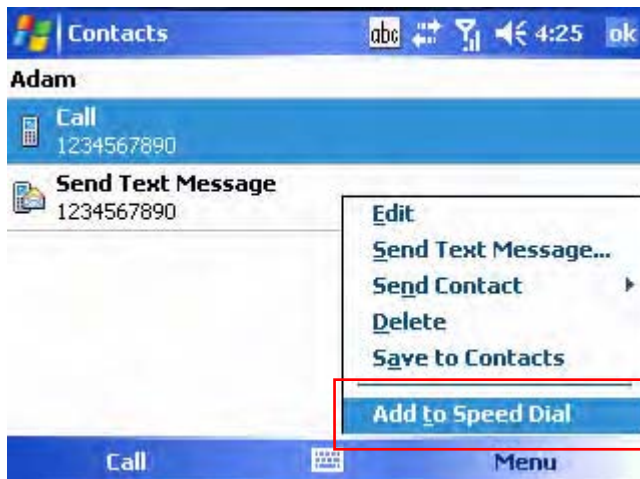 Contacts abc 4:25 ok
Adam
Call
1234567890
Send Text Message
1234567890
Edit
Send Text Message...
Send Contact
Delete
Save to Contacts
Add to Speed Dial
Call Menu